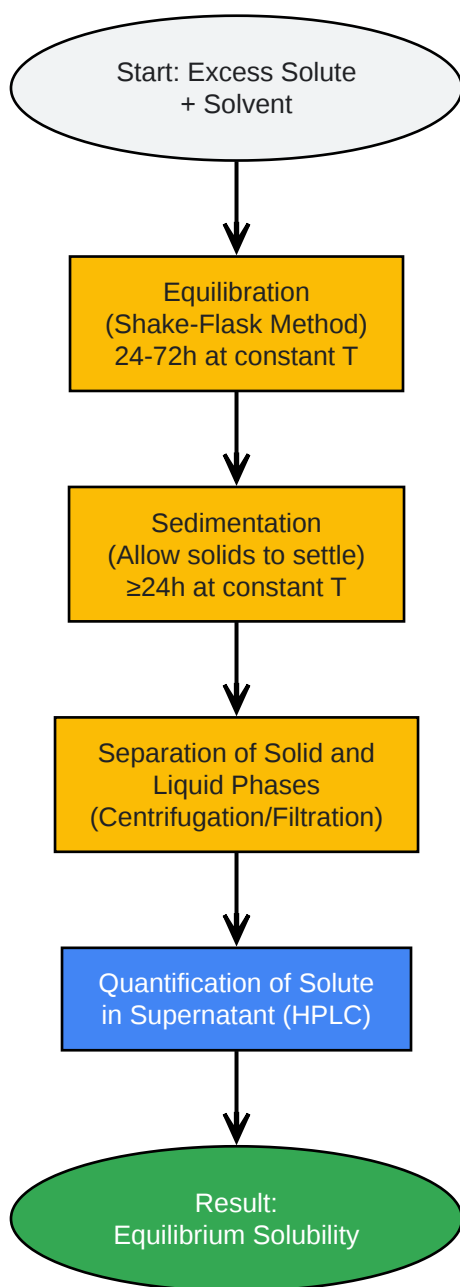 Start: Excess Solute
+ Solvent
Equilibration
(Shake-Flask Method)
24-72h at constant T
Sedimentation
(Allow solids to settle)
≥24h at constant T
Separation of Solid and
Liquid Phases
(Centrifugation/Filtration)
Quantification of Solute
in Supernatant (HPLC)
Result:
Equilibrium Solubility